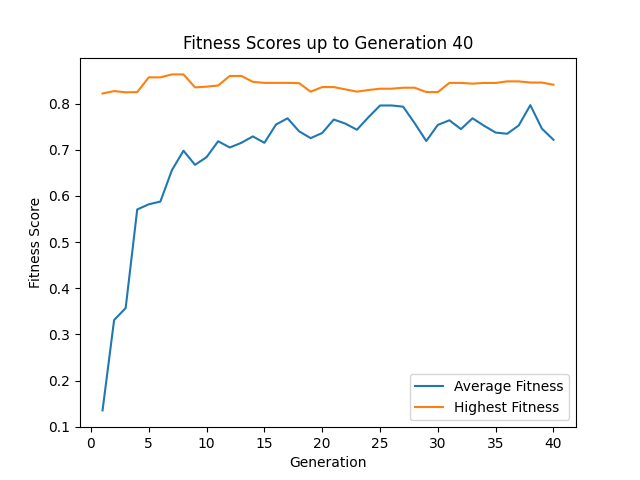 Fitness Scores up to Generation 40
Fitness Score
0.8
0.7
0.6
0.5
0.4
0.3
0.2
0.1
0 5 10 15 20 25 30 35 40
Generation
Average Fitness
Highest Fitness